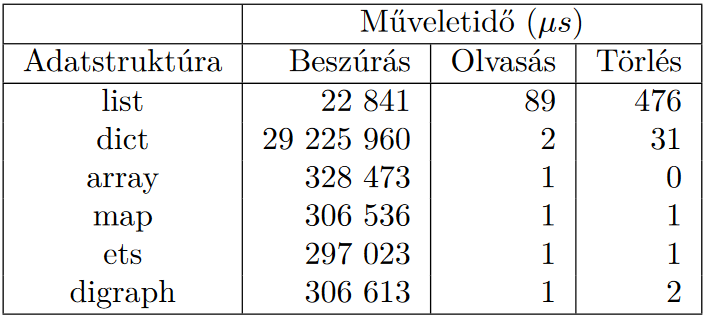 Műveletidő (μs)
Adatstruktúra Beszúrás Olvasás Törlés
list 22 841 89 476
dict 29 225 960 2 31
array 328 473 1 0
map 306 536 1 1
ets 297 023 1 1
digraph 306 613 1 2